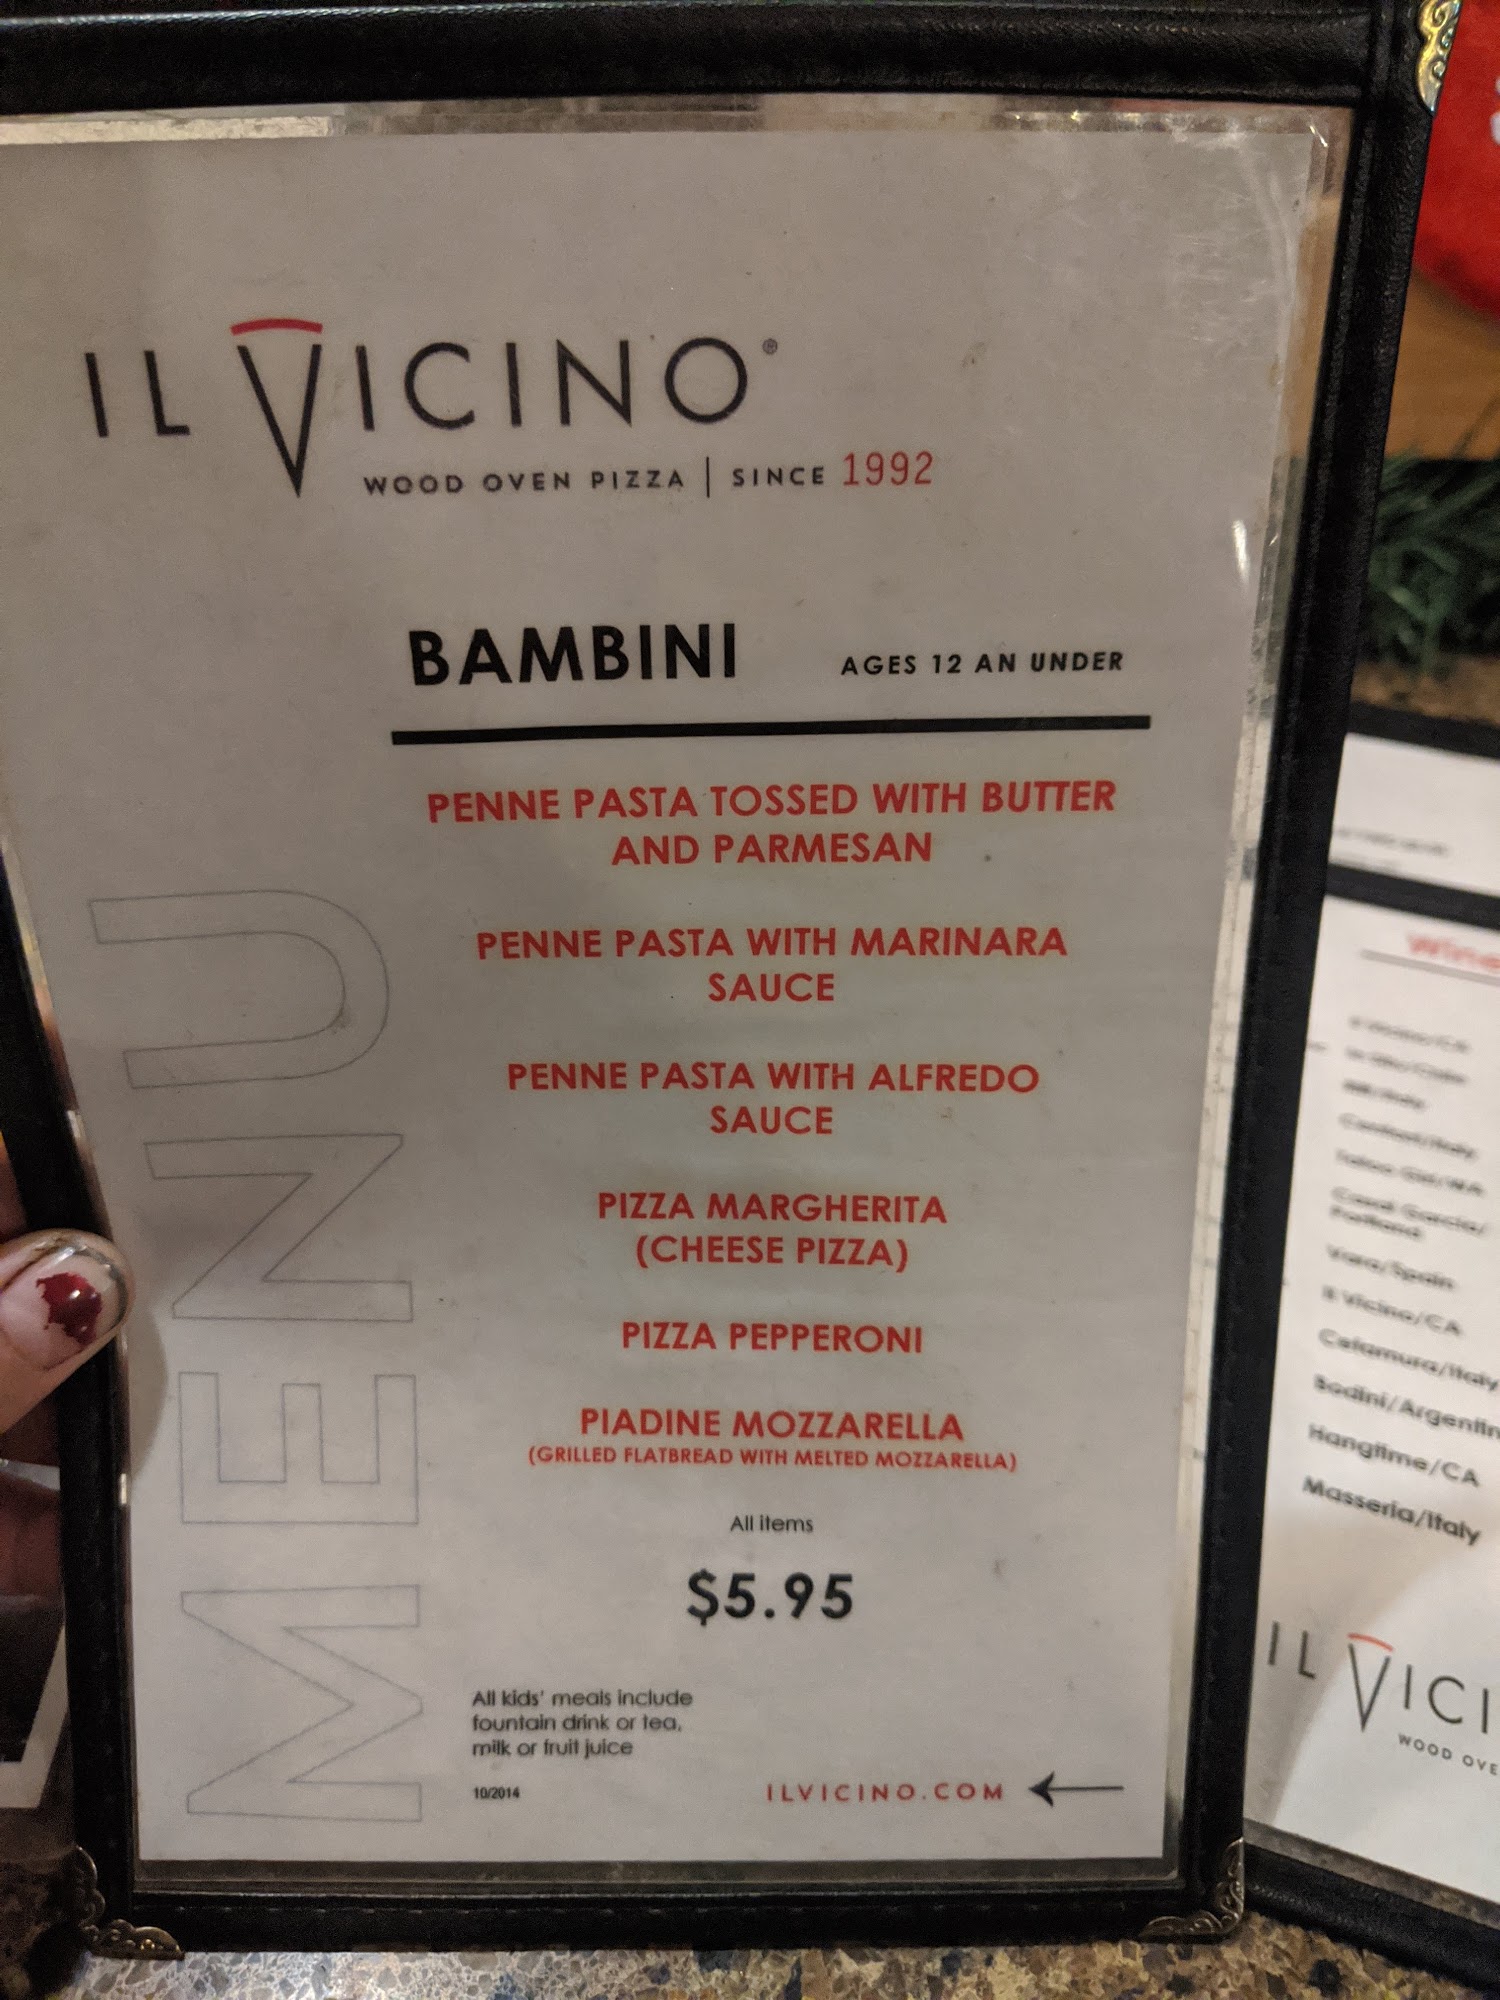 IL VICINO®
WOOD OVEN PIZZA | SINCE 1992
BAMBINI AGES 12 AN UNDER
PENNE PASTA TOSSED WITH BUTTER
AND PARMESAN
PENNE PASTA WITH MARINARA
SAUCE
PENNE PASTA WITH ALFREDO
SAUCE
PIZZA MARGHERITA
(CHEESE PIZZA)
PIZZA PEPPERONI
PIADINE MOZZARELLA
(GRILLED FLATBREAD WITH MELTED MOZZARELLA)
All items
$5.95
All kids' meals include
fountain drink or tea,
milk or fruit juice
10/2014
ILVICINO.COM
MENU
Wine
Vara/Spain
Il Vicino/CA
Calamura/Italy
Bodini/Argentin
Hangtime/CA
Masseria/Italy
IL VICI
WOOD OVE